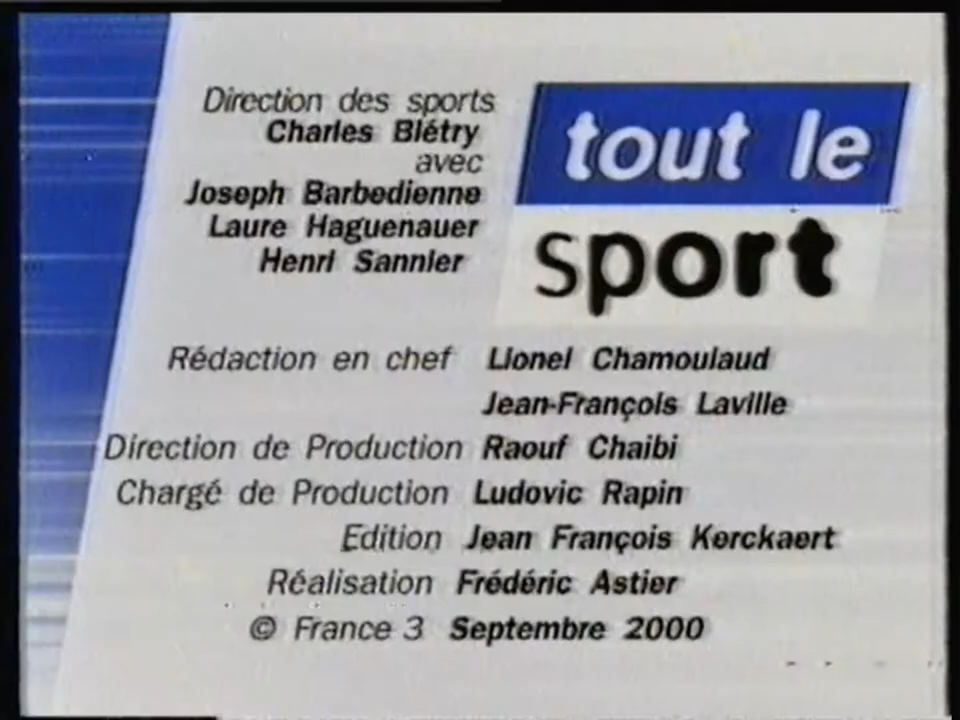 Direction des sports
Charles Blétry
avec
Joseph Barbedienne
Laure Haguenauer
Henri Sannier
tout le
sport
Rédaction en chef Lionel Chamoulaud
Jean-François Laville
Direction de Production Raouf Chaibi
Chargé de Production Ludovic Rapin
Edition Jean François Kerckaert
Réalisation Frédéric Astier
© France 3 Septembre 2000